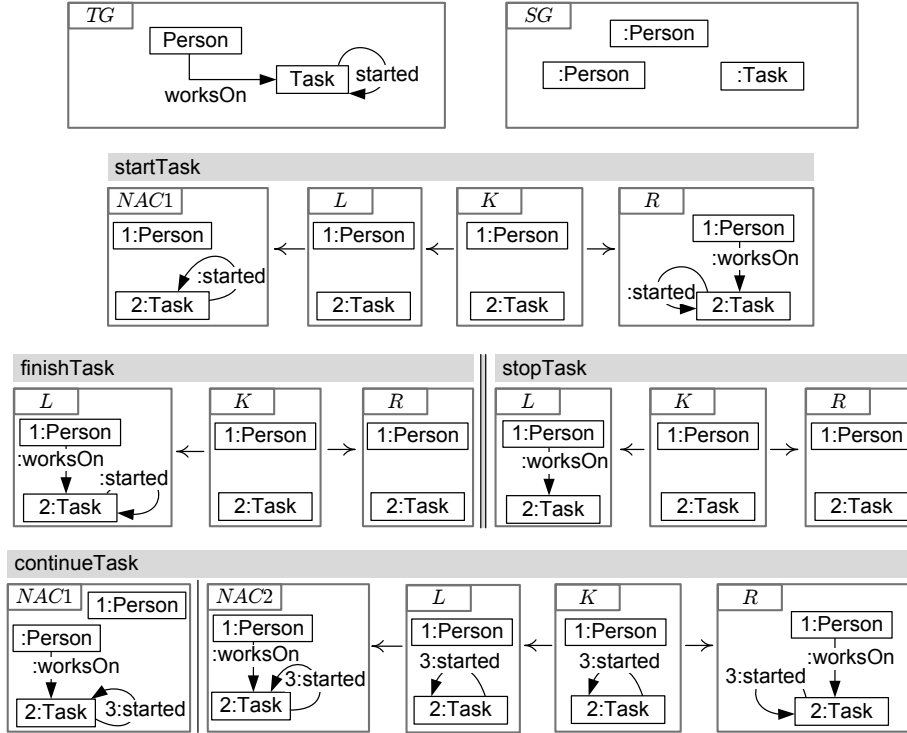 TG
Person
Task
started
worksOn
SG
:Person
:Person
:Task
startTask
NAC1
1:Person
:started
2:Task
L
1:Person
2:Task
K
1:Person
2:Task
R
1:Person
:worksOn
:started
2:Task
finishTask
L
1:Person
:worksOn
:started
2:Task
K
1:Person
2:Task
R
1:Person
2:Task
stopTask
L
1:Person
:worksOn
2:Task
K
1:Person
2:Task
R
1:Person
2:Task
continueTask
NAC1
1:Person
:Person
:worksOn
2:Task
3:started
NAC2
1:Person
:worksOn
3:started
2:Task
L
1:Person
3:started
2:Task
K
1:Person
3:started
2:Task
R
1:Person
:worksOn
3:started
2:Task